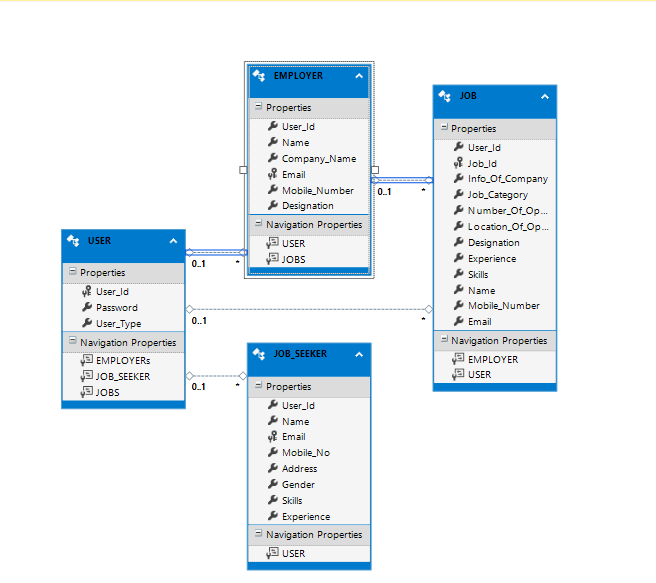 EMPLOYER
Properties
User_Id
Name
Company_Name
Email
Mobile_Number
Designation
Navigation Properties
USER
JOBS
JOB
Properties
User_Id
Job_Id
Info_Of_Company
Job_Category
Number_Of_Op...
Location_Of_Op...
Designation
Experience
Skills
Name
Mobile_Number
Email
Navigation Properties
EMPLOYER
USER
0..1
*
USER
Properties
User_Id
Password
User_Type
Navigation Properties
EMPLOYERs
JOB_SEEKER
JOBS
0..1
*
0..1
*
0..1
*
JOB_SEEKER
Properties
User_Id
Name
Email
Mobile_No
Address
Gender
Skills
Experience
Navigation Properties
USER